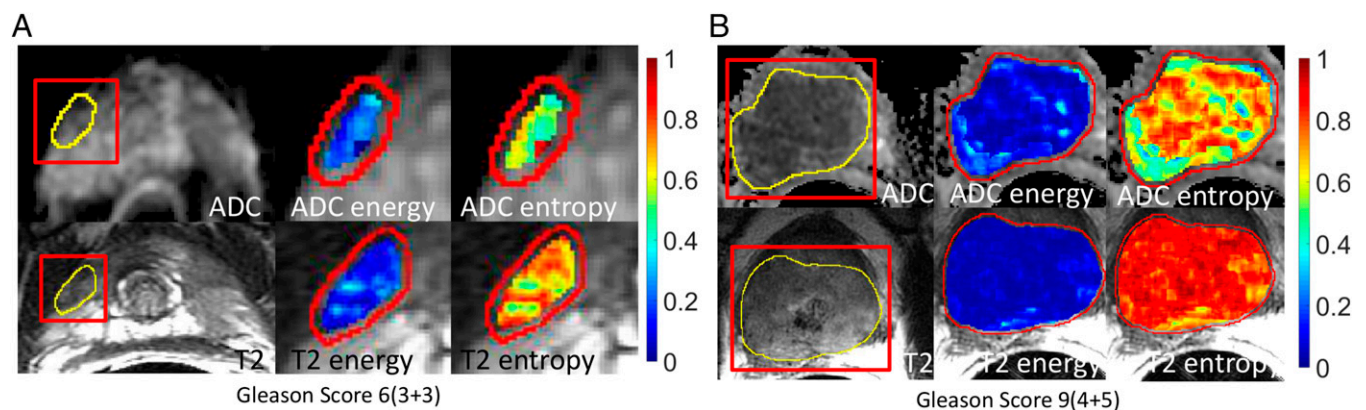 A
ADC
ADC energy
ADC entropy
T2
T2 energy
T2 entropy
1
0.8
0.6
0.4
0.2
0
Gleason Score 6(3+3)
B
ADC
ADC energy
ADC entropy
T2
T2 energy
T2 entropy
1
0.8
0.6
0.4
0.2
0
Gleason Score 9(4+5)